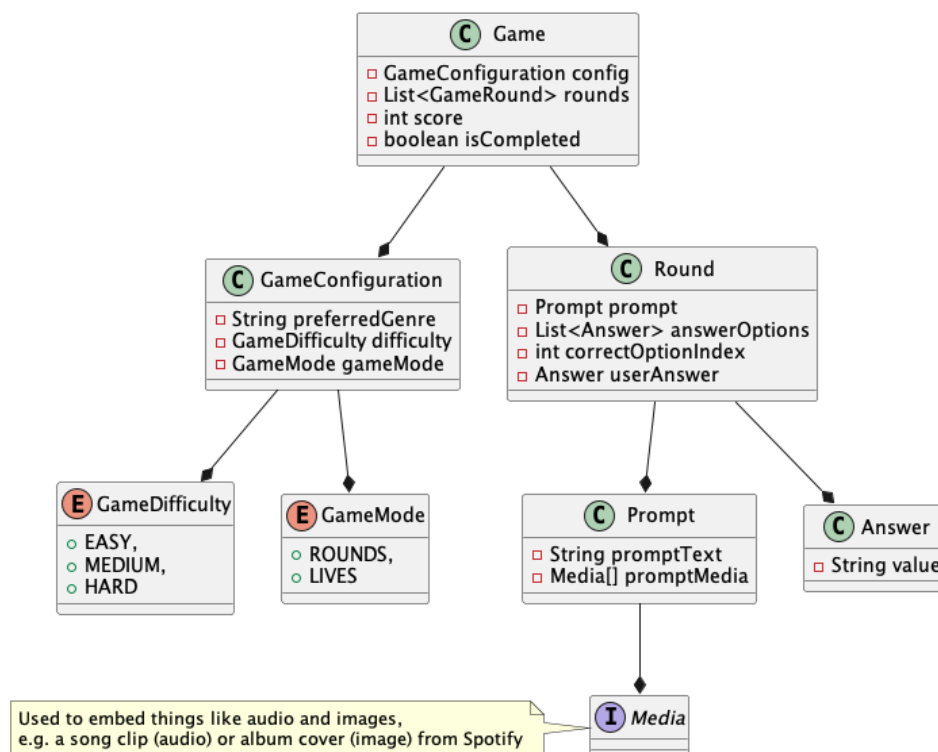 C Game
GameConfiguration config
List<GameRound> rounds
int score
boolean isCompleted
C GameConfiguration
String preferredGenre
GameDifficulty difficulty
GameMode gameMode
C Round
Prompt prompt
List<Answer> answerOptions
int correctOptionIndex
Answer userAnswer
E GameDifficulty
EASY,
MEDIUM,
HARD
E GameMode
ROUNDS,
LIVES
C Prompt
String promptText
Media[] promptMedia
C Answer
String value
Used to embed things like audio and images,
e.g. a song clip (audio) or album cover (image) from Spotify
I Media